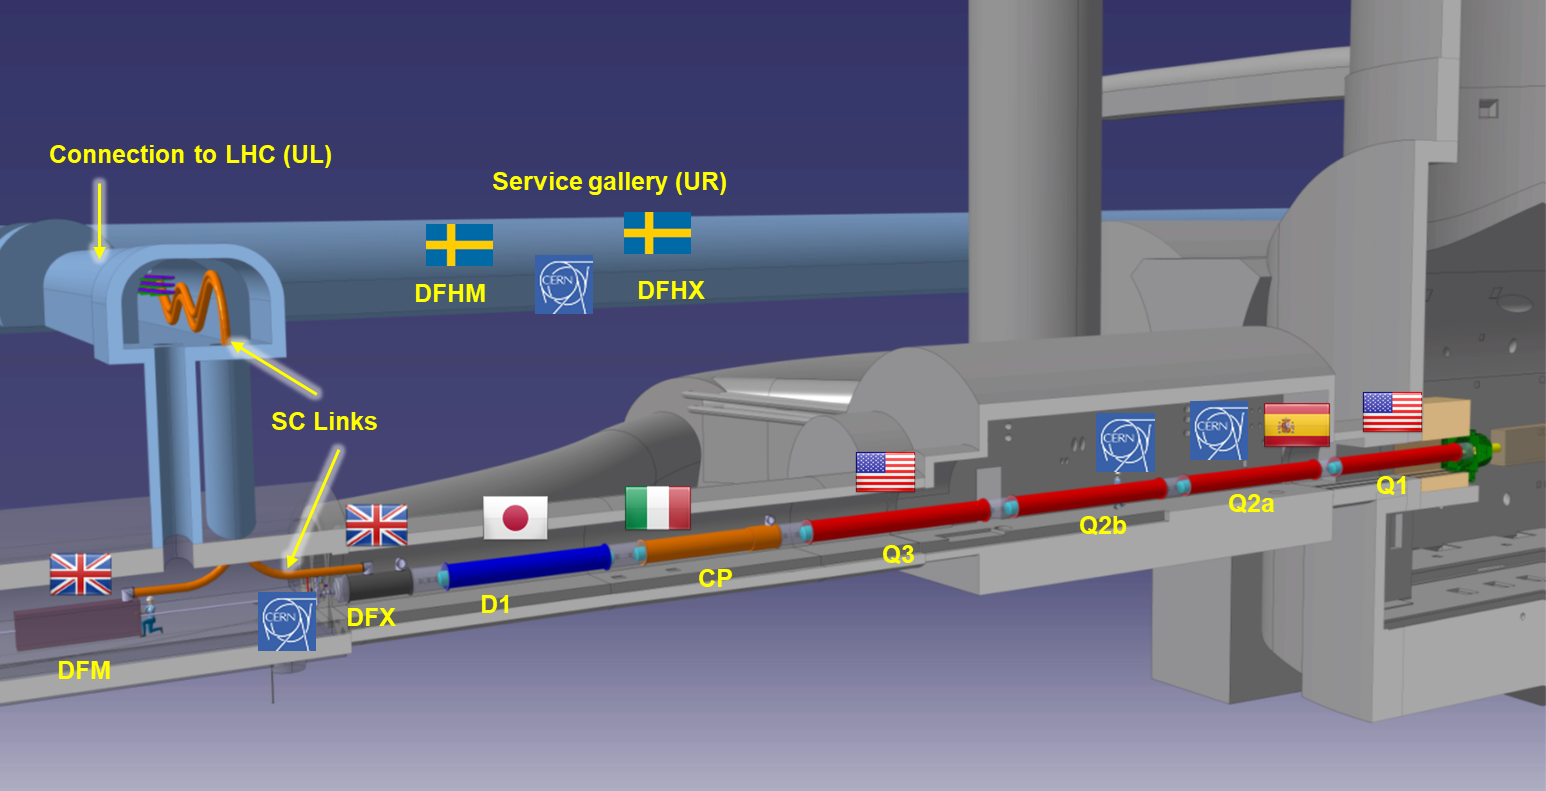 Connection to LHC (UL)
Service gallery (UR)
DFHM
CERN
DFHX
SC Links
CERN
CERN
Q1
Q2a
Q2b
Q3
CP
D1
DFX
CERN
DFM